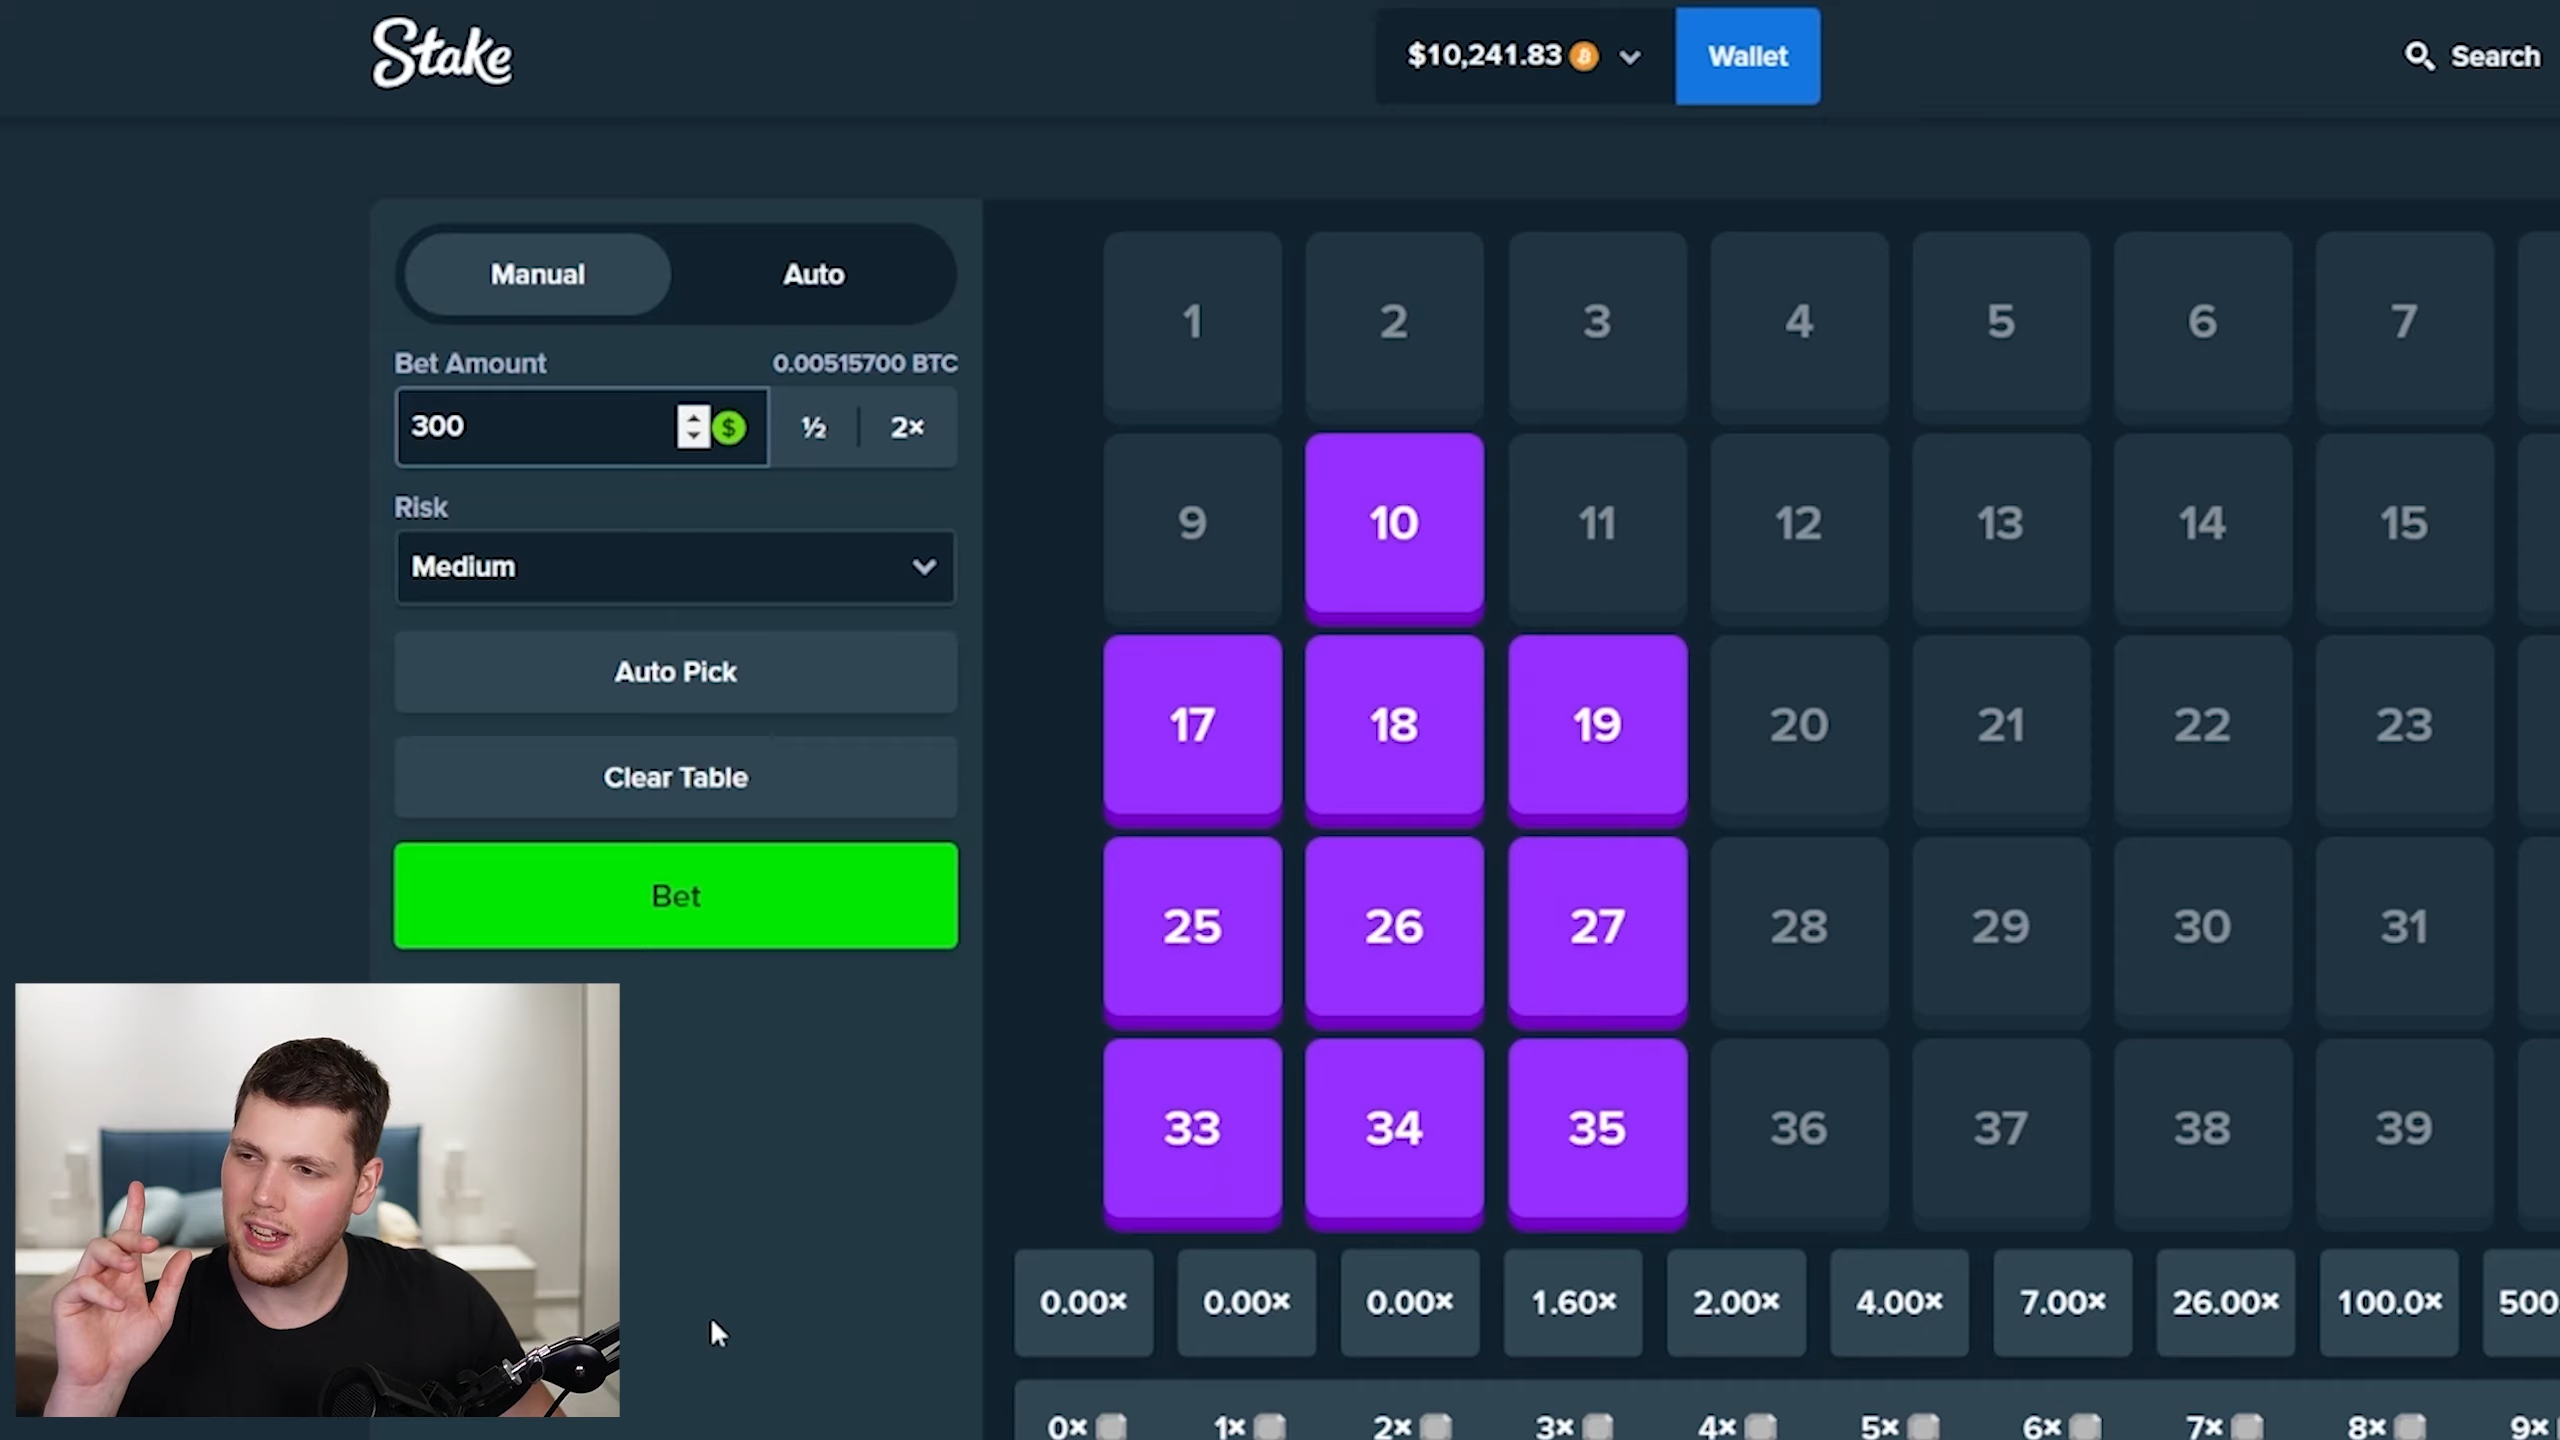 Stake
$10,241.83
Wallet
Search
Manual
Auto
Bet Amount
0.00515700 BTC
300
$
½
2×
Risk
Medium
Auto Pick
Clear Table
Bet
1 2 3 4 5 6 7
9 10 11 12 13 14 15
17 18 19 20 21 22 23
25 26 27 28 29 30 31
33 34 35 36 37 38 39
0.00× 0.00× 0.00× 1.60× 2.00× 4.00× 7.00× 26.00× 100.0× 500
0× 1× 2× 3× 4× 5× 6× 7× 8× 9×